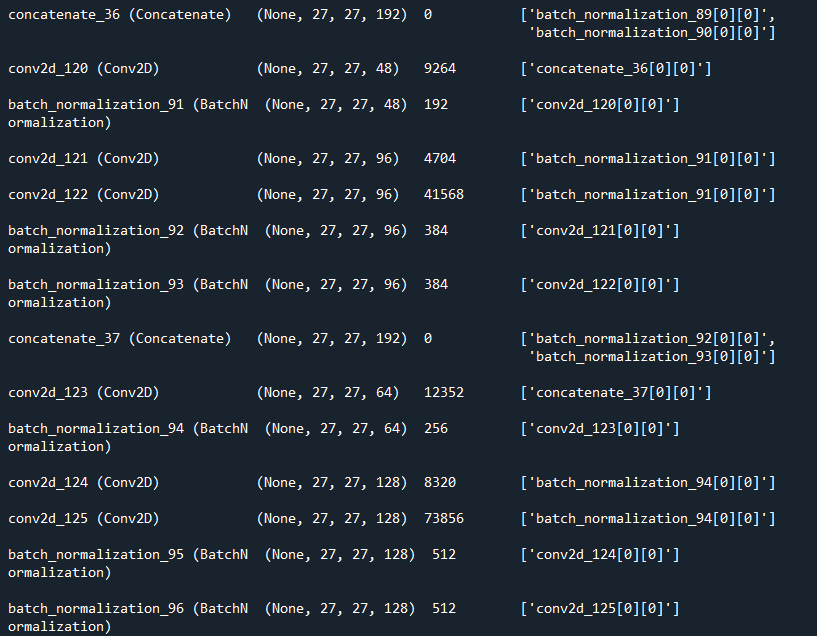 concatenate_36 (Concatenate)   (None, 27, 27, 192)  0           ['batch_normalization_89[0][0]',
'batch_normalization_90[0][0]']
conv2d_120 (Conv2D)            (None, 27, 27, 48)   9264        ['concatenate_36[0][0]']
batch_normalization_91 (BatchN  (None, 27, 27, 48)  192         ['conv2d_120[0][0]']
ormalization)
conv2d_121 (Conv2D)            (None, 27, 27, 96)   4704        ['batch_normalization_91[0][0]']
conv2d_122 (Conv2D)            (None, 27, 27, 96)   41568       ['batch_normalization_91[0][0]']
batch_normalization_92 (BatchN  (None, 27, 27, 96)  384         ['conv2d_121[0][0]']
ormalization)
batch_normalization_93 (BatchN  (None, 27, 27, 96)  384         ['conv2d_122[0][0]']
ormalization)
concatenate_37 (Concatenate)   (None, 27, 27, 192)  0           ['batch_normalization_92[0][0]',
'batch_normalization_93[0][0]']
conv2d_123 (Conv2D)            (None, 27, 27, 64)   12352       ['concatenate_37[0][0]']
batch_normalization_94 (BatchN  (None, 27, 27, 64)  256         ['conv2d_123[0][0]']
ormalization)
conv2d_124 (Conv2D)            (None, 27, 27, 128)  8320        ['batch_normalization_94[0][0]']
conv2d_125 (Conv2D)            (None, 27, 27, 128)  73856       ['batch_normalization_94[0][0]']
batch_normalization_95 (BatchN  (None, 27, 27, 128)  512        ['conv2d_124[0][0]']
ormalization)
batch_normalization_96 (BatchN  (None, 27, 27, 128)  512        ['conv2d_125[0][0]']
ormalization)